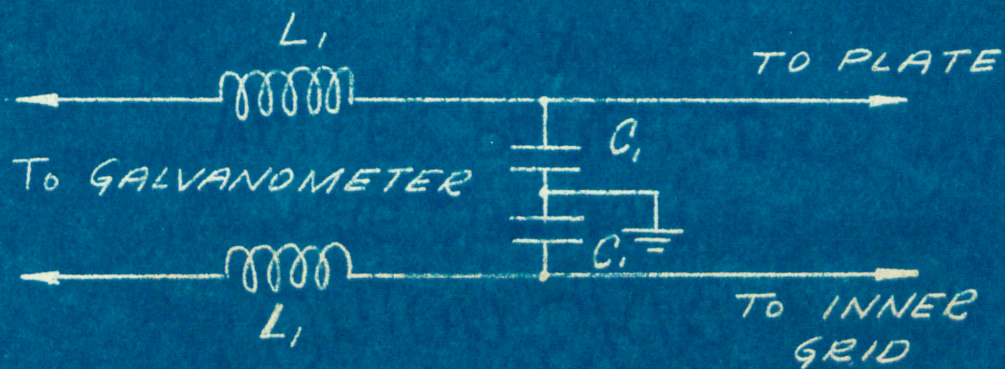 L1
TO PLATE
C1
To GALVANOMETER
C1
L1
TO INNER
GRID